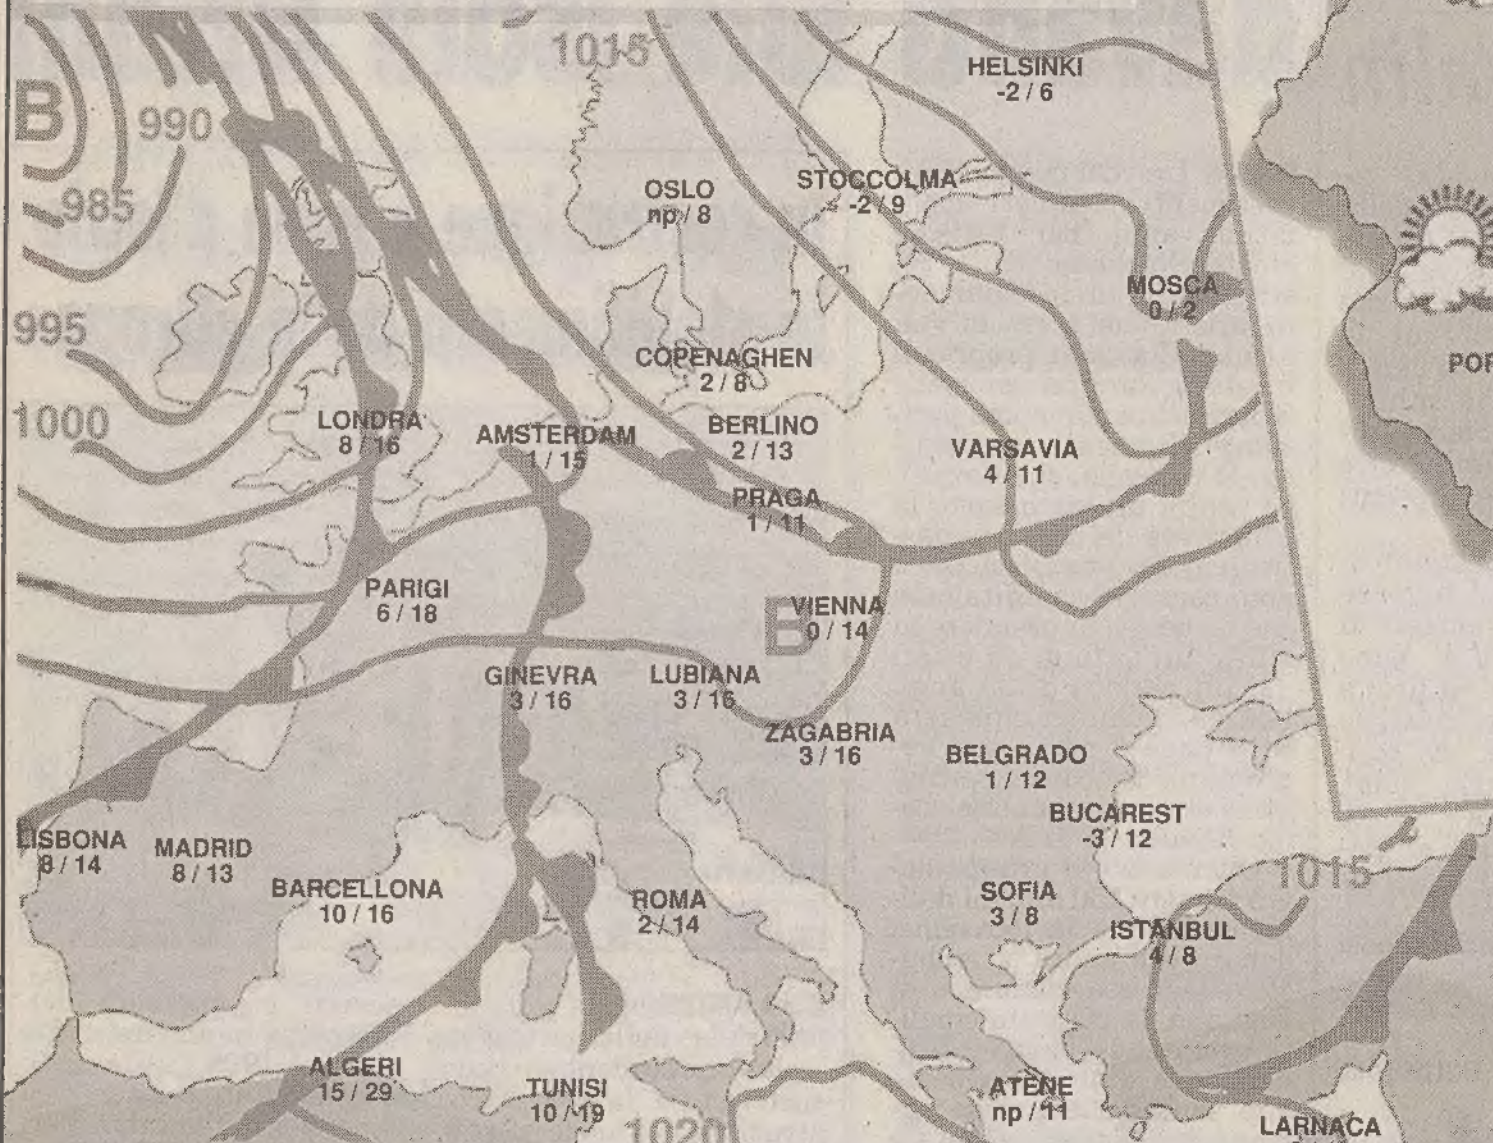 1015
HELSINKI
-2 / 6
B
990
985
OSLO
np / 8
STOCCOLMA
-2 / 9
MOSCA
0 / 2
995
COPENAGHEN
2 / 8
1000
LONDRA
8 / 16
AMSTERDAM
1 / 15
BERLINO
2 / 13
VARSAVIA
4 / 11
PRAGA
1 / 11
PARIGI
6 / 18
B
VIENNA
0 / 14
GINEVRA
3 / 16
LUBIANA
3 / 16
ZAGABRIA
3 / 16
BELGRADO
1 / 12
BUCAREST
-3 / 12
LISBONA
8 / 14
MADRID
8 / 13
BARCELLONA
10 / 16
ROMA
2 / 14
SOFIA
3 / 8
1015
ISTANBUL
4 / 8
ALGERI
15 / 29
TUNISI
10 / 19
1020
ATENE
np / 11
LARNACA
POR